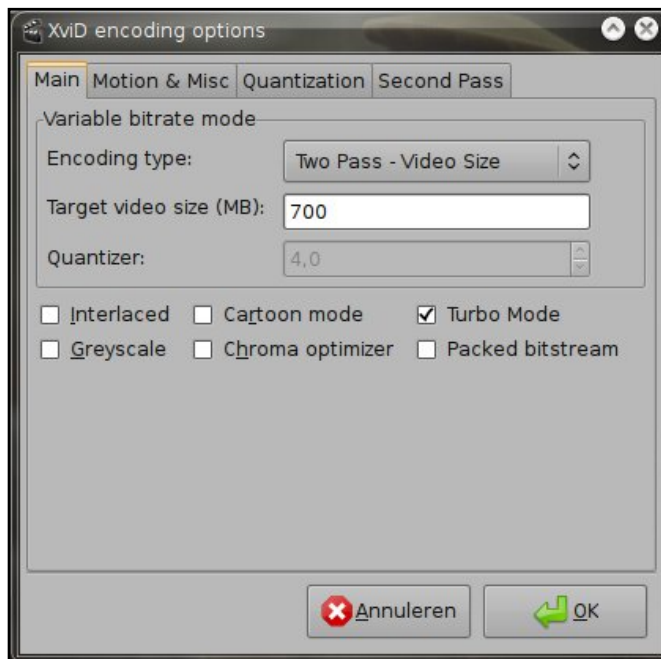 XviD encoding options
Main Motion & Misc Quantization Second Pass
Variable bitrate mode
Encoding type: Two Pass - Video Size
Target video size (MB): 700
Quantizer: 4,0
Interlaced Cartoon mode Turbo Mode
Greyscale Chroma optimizer Packed bitstream
Annuleren OK